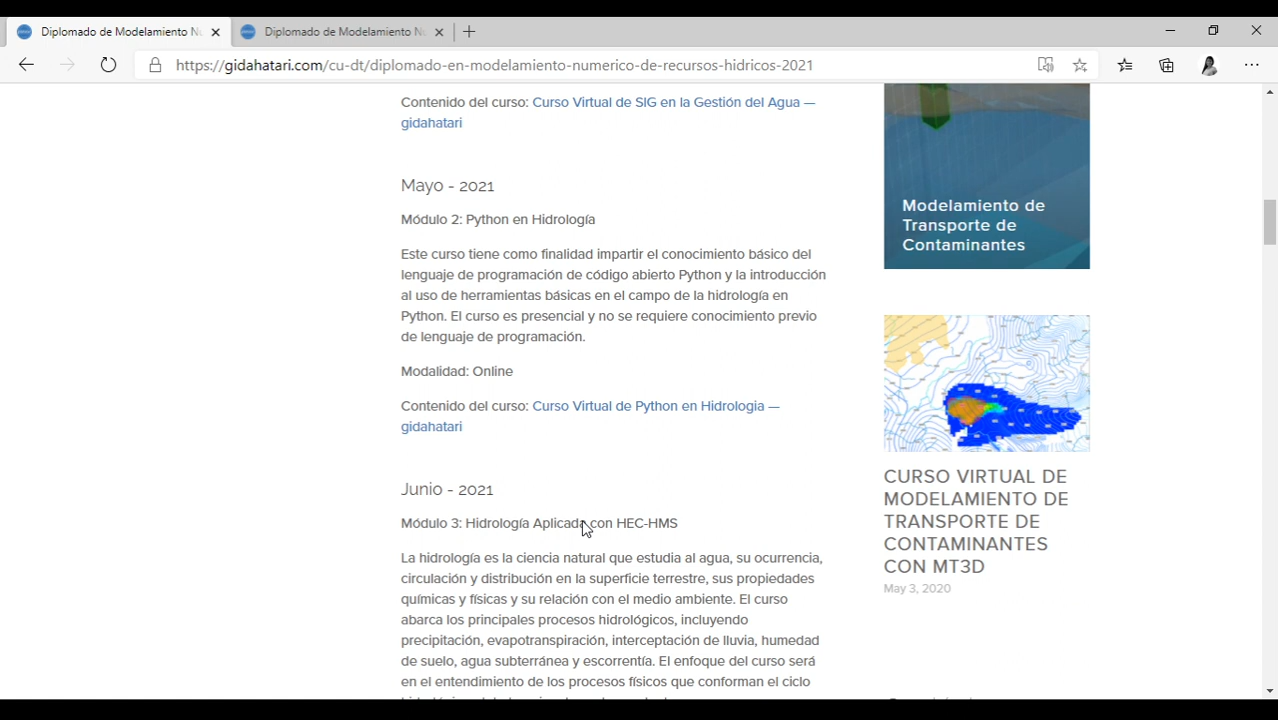 Diplomado de Modelamiento Nu
Diplomado de Modelamiento Nu
https://gidahatari.com/cu-dt/diplomado-en-modelamiento-numerico-de-recursos-hidricos-2021
Contenido del curso: Curso Virtual de SIG en la Gestión del Agua —
gidahatari
Mayo - 2021
Módulo 2: Python en Hidrología
Este curso tiene como finalidad impartir el conocimiento básico del
lenguaje de programación de código abierto Python y la introducción
al uso de herramientas básicas en el campo de la hidrología en
Python. El curso es presencial y no se requiere conocimiento previo
de lenguaje de programación.
Modalidad: Online
Contenido del curso: Curso Virtual de Python en Hidrologia —
gidahatari
Junio - 2021
Módulo 3: Hidrología Aplicada con HEC-HMS
La hidrología es la ciencia natural que estudia al agua, su ocurrencia,
circulación y distribución en la superficie terrestre, sus propiedades
químicas y físicas y su relación con el medio ambiente. El curso
abarca los principales procesos hidrológicos, incluyendo
precipitación, evapotranspiración, interceptación de lluvia, humedad
de suelo, agua subterránea y escorrentía. El enfoque del curso será
en el entendimiento de los procesos físicos que conforman el ciclo
Modelamiento de
Transporte de
Contaminantes
CURSO VIRTUAL DE
MODELAMIENTO DE
TRANSPORTE DE
CONTAMINANTES
CON MT3D
May 3, 2020